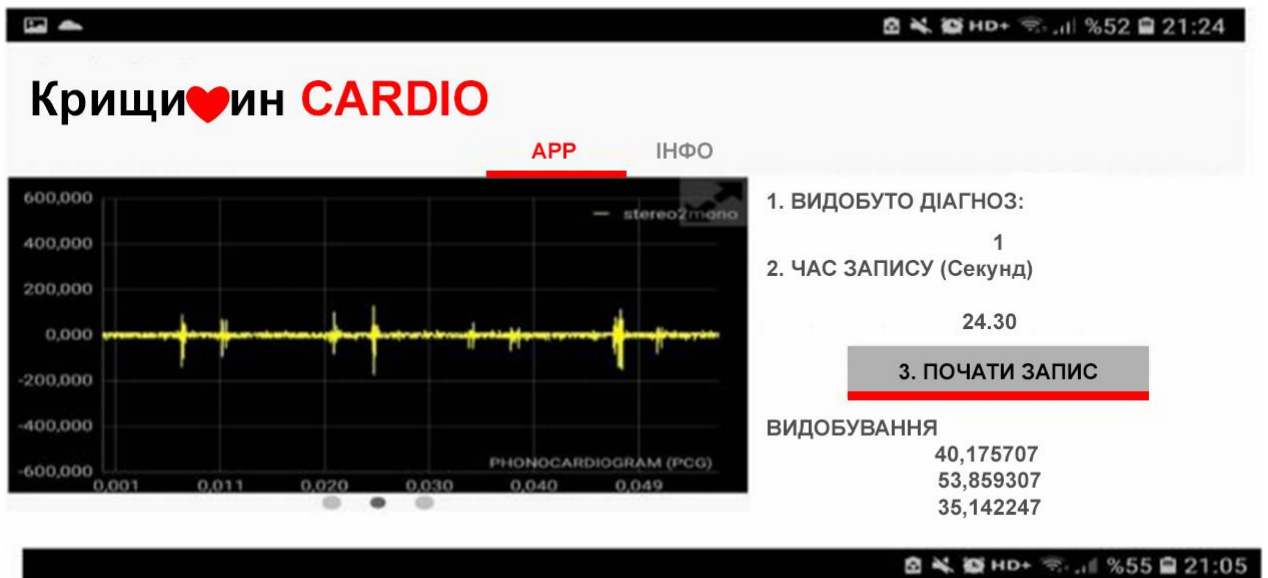 HD+ %52 21:24
Крищи❤ин CARDIO
APP ІНФО
600,000
400,000
200,000
0,000
-200,000
-400,000
-600,000
stereo2mono
PHONOCARDIOGRAM (PCG)
0,001 0,011 0,020 0,030 0,040 0,049
1. ВИДОБУТО ДІАГНОЗ:
1
2. ЧАС ЗАПИСУ (Секунд)
24.30
3. ПОЧАТИ ЗАПИС
ВИДОБУВАННЯ
40,175707
53,859307
35,142247
HD+ %55 21:05